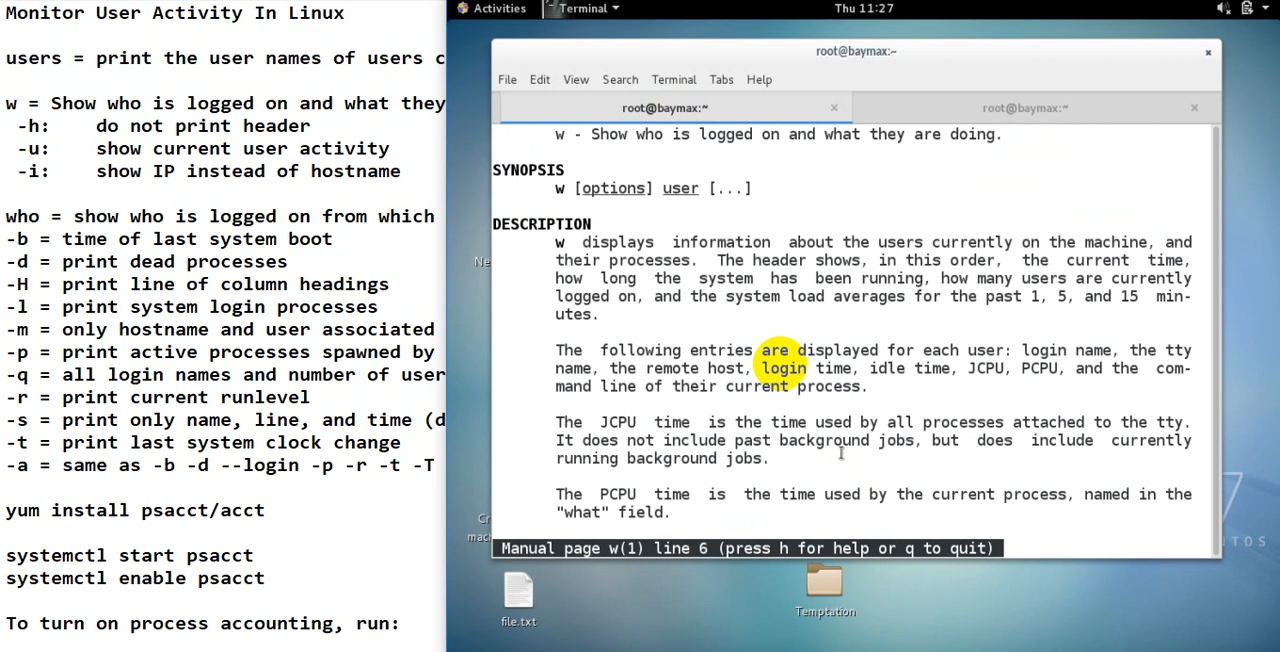 Monitor User Activity In Linux
users = print the user names of users c
w = Show who is logged on and what they
-h: do not print header
-u: show current user activity
-i: show IP instead of hostname
who = show who is logged on from which
-b = time of last system boot
-d = print dead processes
-H = print line of column headings
-l = print system login processes
-m = only hostname and user associated
-p = print active processes spawned by
-q = all login names and number of user
-r = print current runlevel
-s = print only name, line, and time (d
-t = print last system clock change
-a = same as -b -d --login -p -r -t -T
yum install psacct/acct
systemctl start psacct
systemctl enable psacct
To turn on process accounting, run:
Activities Terminal Thu 11:27
root@baymax:~
File Edit View Search Terminal Tabs Help
root@baymax:~ root@baymax:~
w - Show who is logged on and what they are doing.
SYNOPSIS
w [options] user [...]
DESCRIPTION
w displays information about the users currently on the machine, and
their processes. The header shows, in this order, the current time,
how long the system has been running, how many users are currently
logged on, and the system load averages for the past 1, 5, and 15 min-
utes.
The following entries are displayed for each user: login name, the tty
name, the remote host, login time, idle time, JCPU, PCPU, and the com-
mand line of their current process.
The JCPU time is the time used by all processes attached to the tty.
It does not include past background jobs, but does include currently
running background jobs.
The PCPU time is the time used by the current process, named in the
"what" field.
Manual page w(1) line 6 (press h for help or q to quit)
Ne
Cr
mac
7
ENTOS
file.txt
Temptation